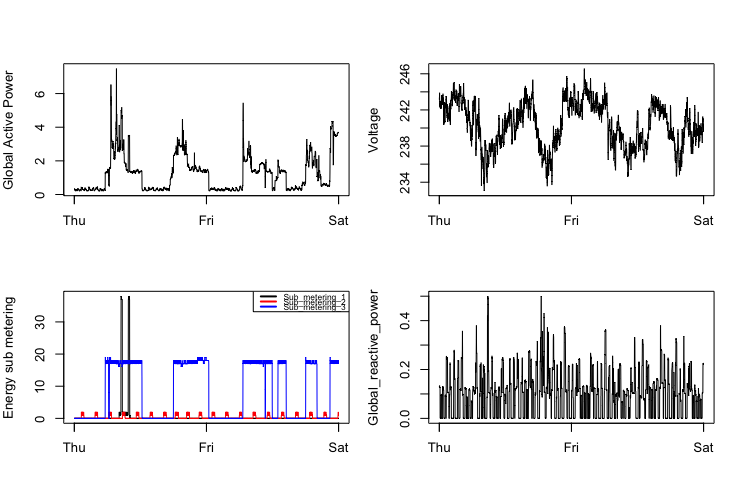 Global Active Power
0 2 4 6
Thu Fri Sat
Voltage
234 238 242 246
Thu Fri Sat
Energy sub metering
0 10 20 30
Sub_metering_1
Sub_metering_2
Sub_metering_3
Thu Fri Sat
Global_reactive_power
0.0 0.2 0.4
Thu Fri Sat